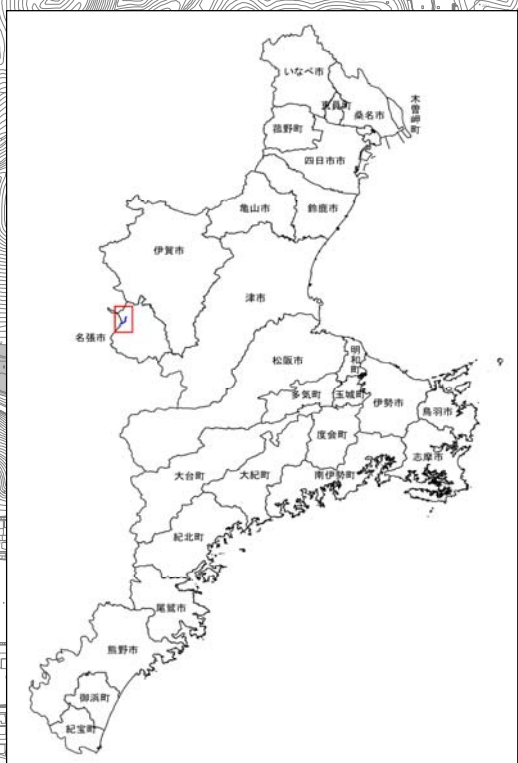 いなべ市
東員町
桑名市
木曽岬町
菰野町
四日市市
亀山市
鈴鹿市
伊賀市
津市
名張市
松阪市
明和町
多気町
玉城町
伊勢市
鳥羽市
度会町
志摩市
大台町
大紀町
南伊勢町
紀北町
尾鷲市
熊野市
御浜町
紀宝町